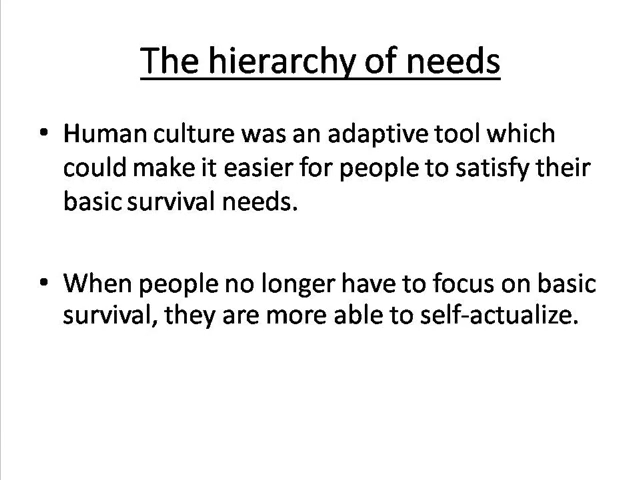 The hierarchy of needs
• Human culture was an adaptive tool which
could make it easier for people to satisfy their
basic survival needs.
• When people no longer have to focus on basic
survival, they are more able to self-actualize.